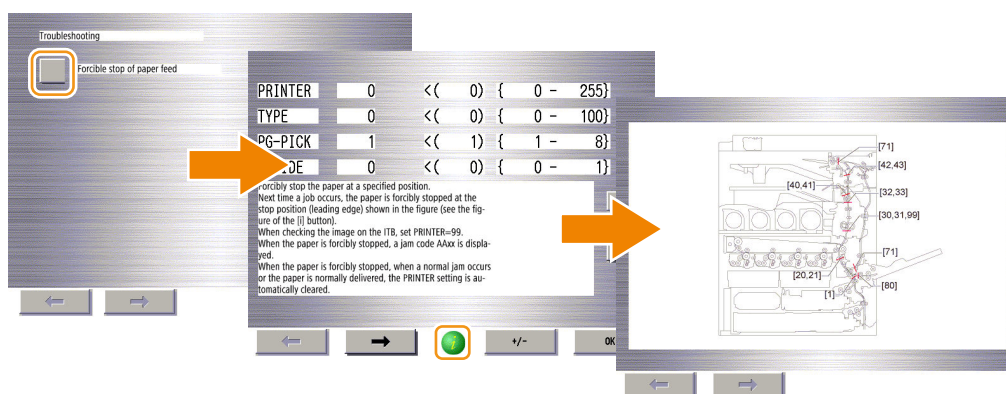 Troubleshooting
Forcible stop of paper feed
PRINTER 0 <( 0) { 0 - 255}
TYPE 0 <( 0) { 0 - 100}
PG-PICK 1 <( 1) { 1 - 8}
IDE 0 <( 0) { 0 - 1}
Forcibly stop the paper at a specified position.
Next time a job occurs, the paper is forcibly stopped at the
stop position (leading edge) shown in the figure (see the fig-
ure of the [i] button).
When checking the image on the ITB, set PRINTER=99.
When the paper is forcibly stopped, a jam code AAxx is displa-
yed.
When the paper is forcibly stopped, when a normal jam occurs
or the paper is normally delivered, the PRINTER setting is au-
tomatically cleared.
i
+/-
OK
[71]
[42,43]
[40,41]
[32,33]
[30,31,99]
[71]
[20,21]
[80]
[1]